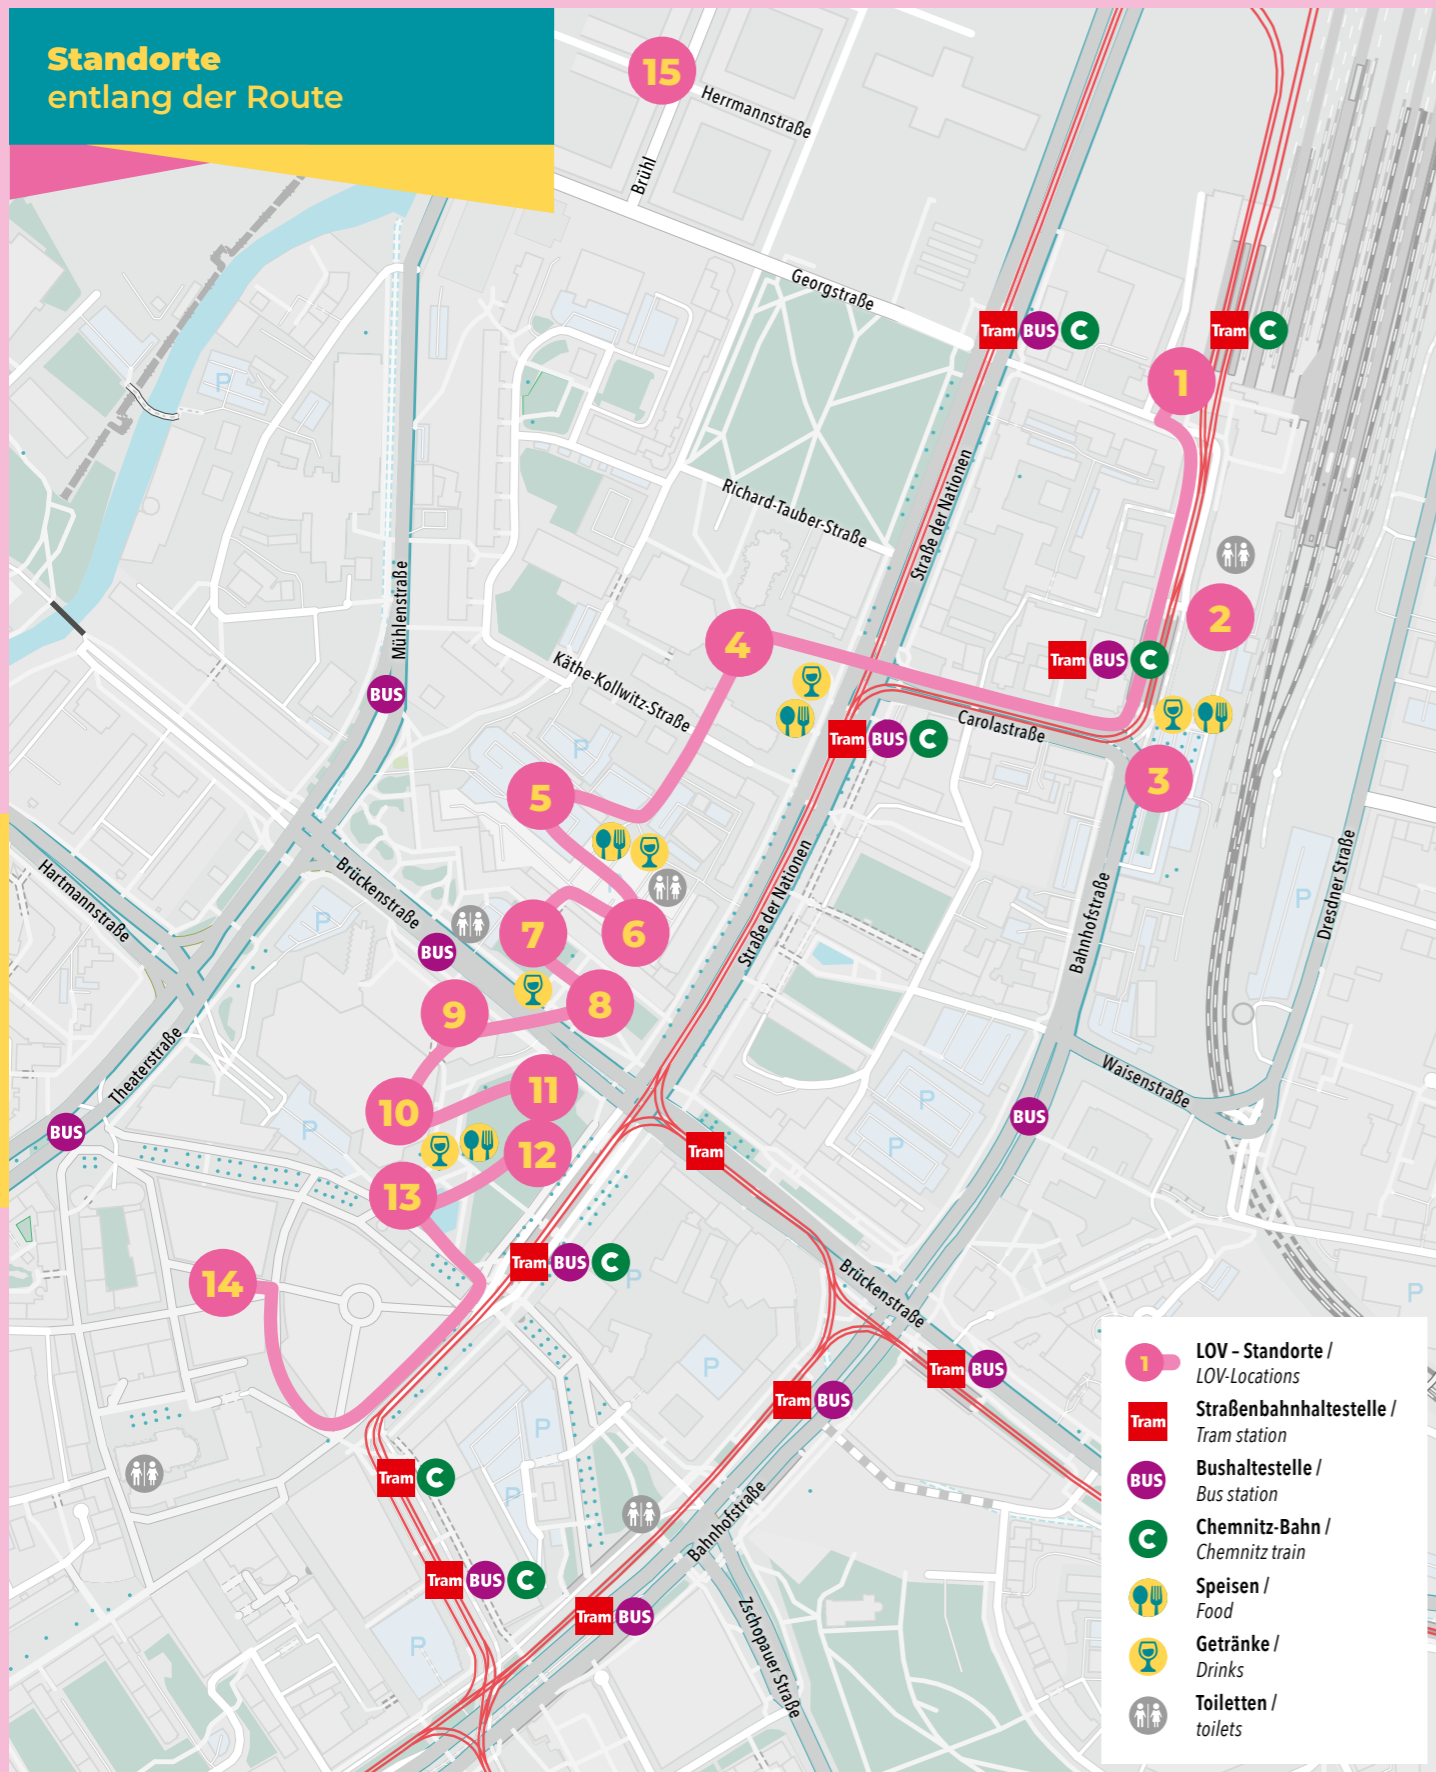 Standorte
entlang der Route
15
Herrmannstraße
Brühl
Georgstraße
Tram BUS C
Tram C
1
P
Richard-Tauber-Straße
Straße der Nationen
Mühlenstraße
2
4
Tram BUS C
Käthe-Kollwitz-Straße
BUS
Carolastraße
Tram BUS C
P
3
5
Hartmannstraße
Brückenstraße
P
Straße der Nationen
Bahnhofstraße
Dresdner Straße
P
P
7
6
BUS
8
9
Theaterstraße
Waisenstraße
11
10
P
P
BUS
BUS
P
12
Tram
13
14
Tram BUS C
P
Brückenstraße
P
P
Tram BUS
Tram BUS
P
Tram C
P
Bahnhofstraße
Tram BUS C
Tram BUS
P
Zschopauer Straße
1
LOV – Standorte /
LOV-Locations
Tram
Straßenbahnhaltestelle /
Tram station
BUS
Bushaltestelle /
Bus station
C
Chemnitz-Bahn /
Chemnitz train
Speisen /
Food
Getränke /
Drinks
Toiletten /
toilets